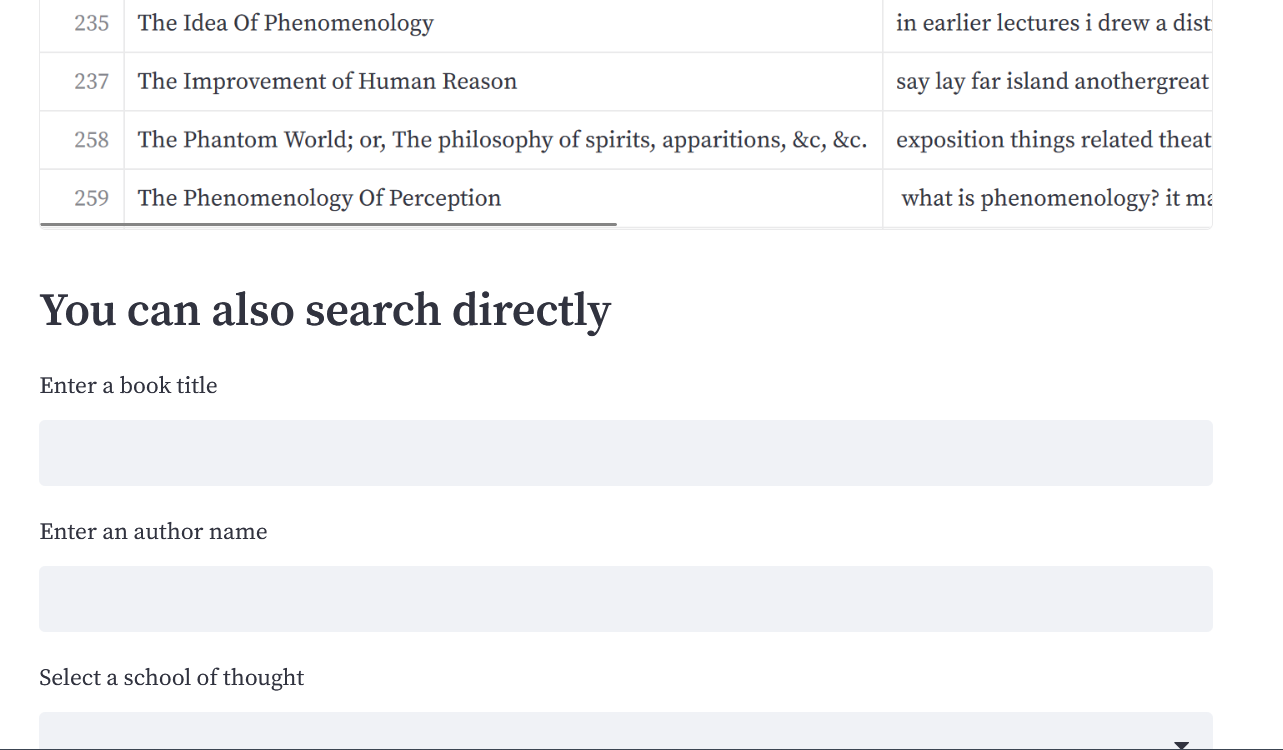 235 The Idea Of Phenomenology in earlier lectures i drew a dist
237 The Improvement of Human Reason say lay far island anothergreat
258 The Phantom World; or, The philosophy of spirits, apparitions, &c, &c. exposition things related theat
259 The Phenomenology Of Perception what is phenomenology? it ma
You can also search directly
Enter a book title
Enter an author name
Select a school of thought